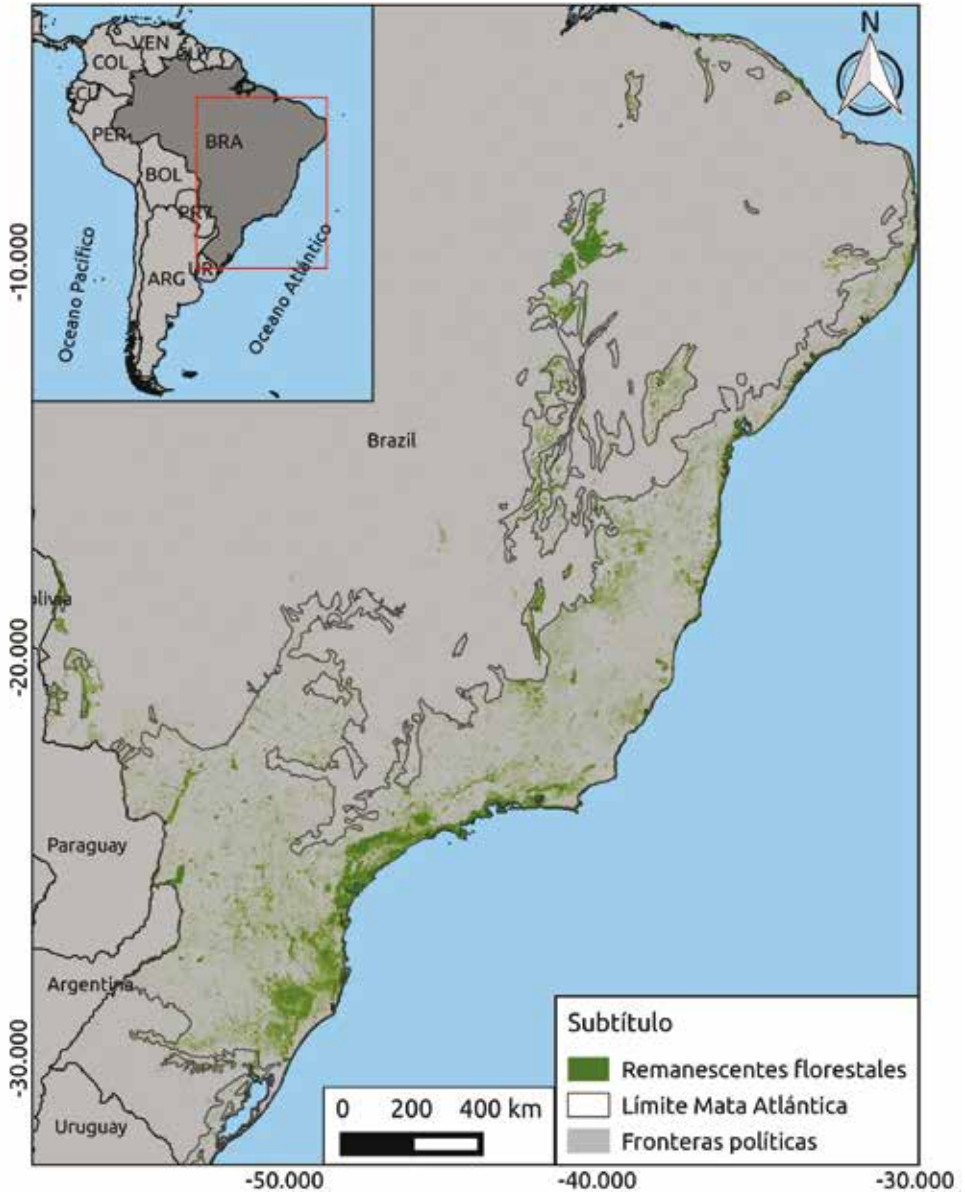 VEN
COL
PER
BRA
BOL
PRY
ARG
URY
Oceano Pacífico
Oceano Atlántico
N
-10.000
-20.000
-30.000
Brazil
Paraguay
Argentina
Uruguay
Subtítulo
Remanescentes florestales
Límite Mata Atlántica
Fronteras políticas
0 200 400 km
-50.000 -40.000 -30.000